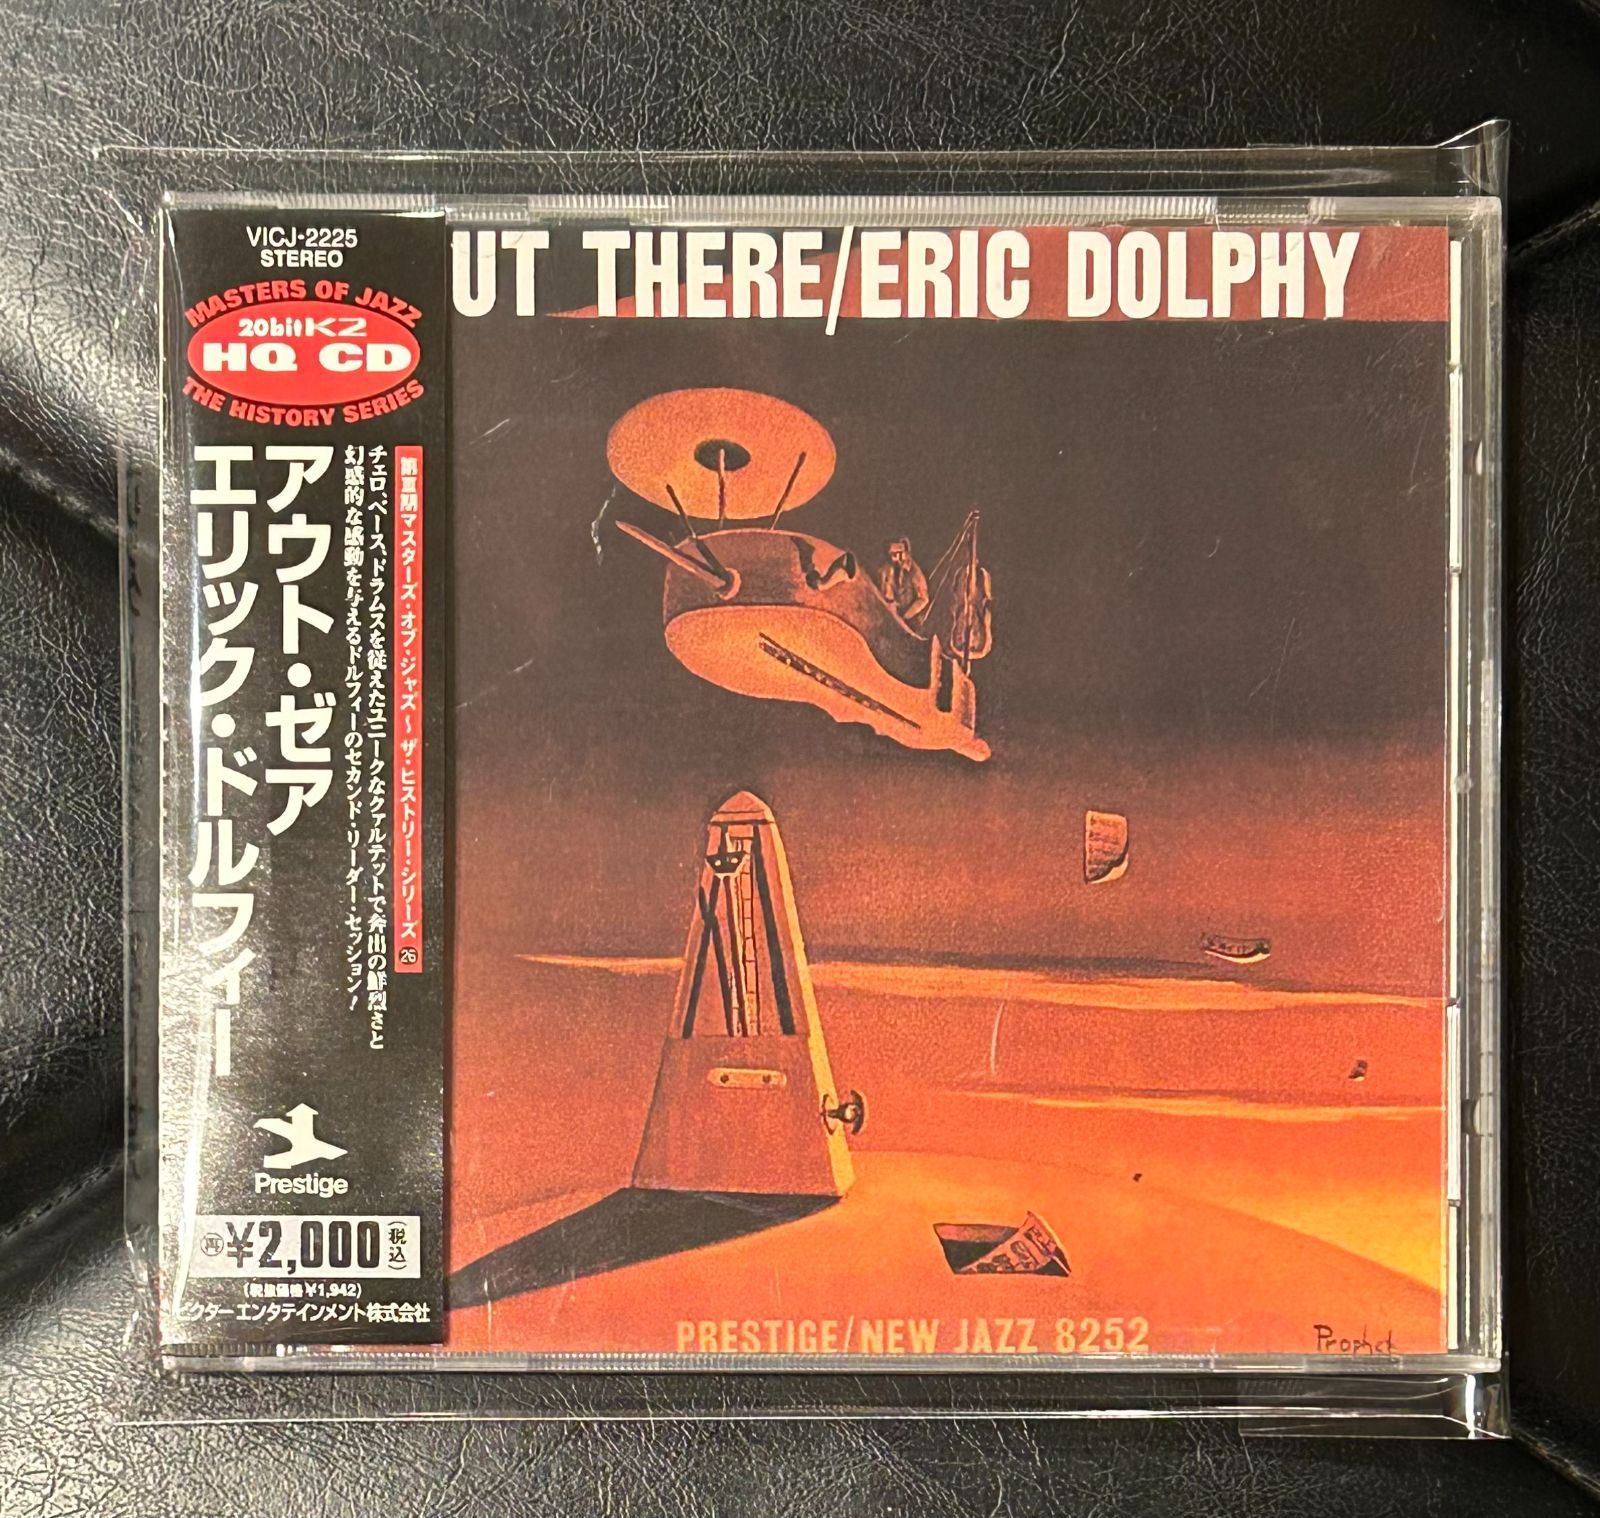 VICJ-2225
STEREO
MASTERS OF JAZZ
20bit K2
HQ CD
THE HISTORY SERIES
第Ⅲ期マスターズ・オブ・ジャズ〜ザ・ヒストリー・シリーズ 26
チェロ、ベース、ドラムスを従えたユニークなクァルテットで奔出の鮮烈さと
幻惑的な感動を与えるドルフィーのセカンド・リーダー・セッション！
アウト・ゼア
エリック・ドルフィー
Prestige
再 ¥2,000 (税込)
(税抜価格¥1,942)
ビクターエンタテインメント株式会社
UT THERE/ERIC DOLPHY
PRESTIGE/NEW JAZZ 8252
Prophet